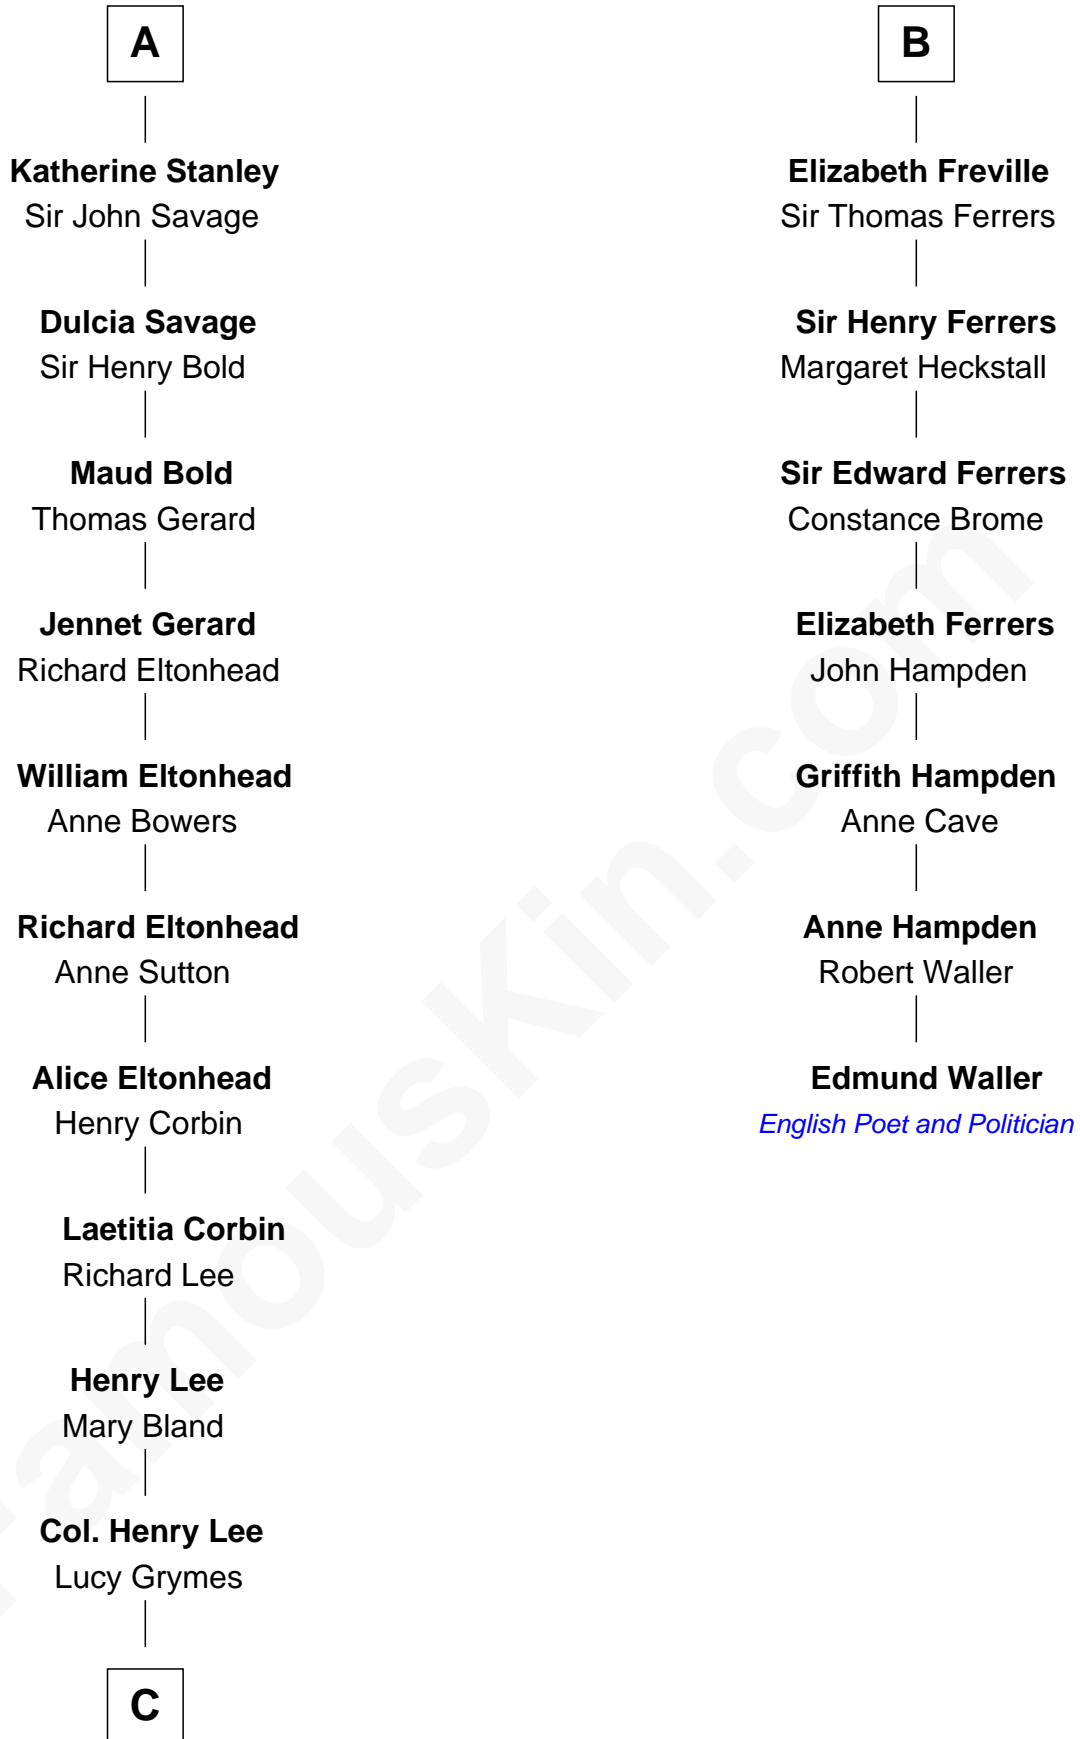 A
Katherine Stanley
Sir John Savage
Dulcia Savage
Sir Henry Bold
Maud Bold
Thomas Gerard
Jennet Gerard
Richard Eltonhead
William Eltonhead
Anne Bowers
Richard Eltonhead
Anne Sutton
Alice Eltonhead
Henry Corbin
Laetitia Corbin
Richard Lee
Henry Lee
Mary Bland
Col. Henry Lee
Lucy Grymes
C
B
Elizabeth Freville
Sir Thomas Ferrers
Sir Henry Ferrers
Margaret Heckstall
Sir Edward Ferrers
Constance Brome
Elizabeth Ferrers
John Hampden
Griffith Hampden
Anne Cave
Anne Hampden
Robert Waller
Edmund Waller
English Poet and Politician
FamousKin.com